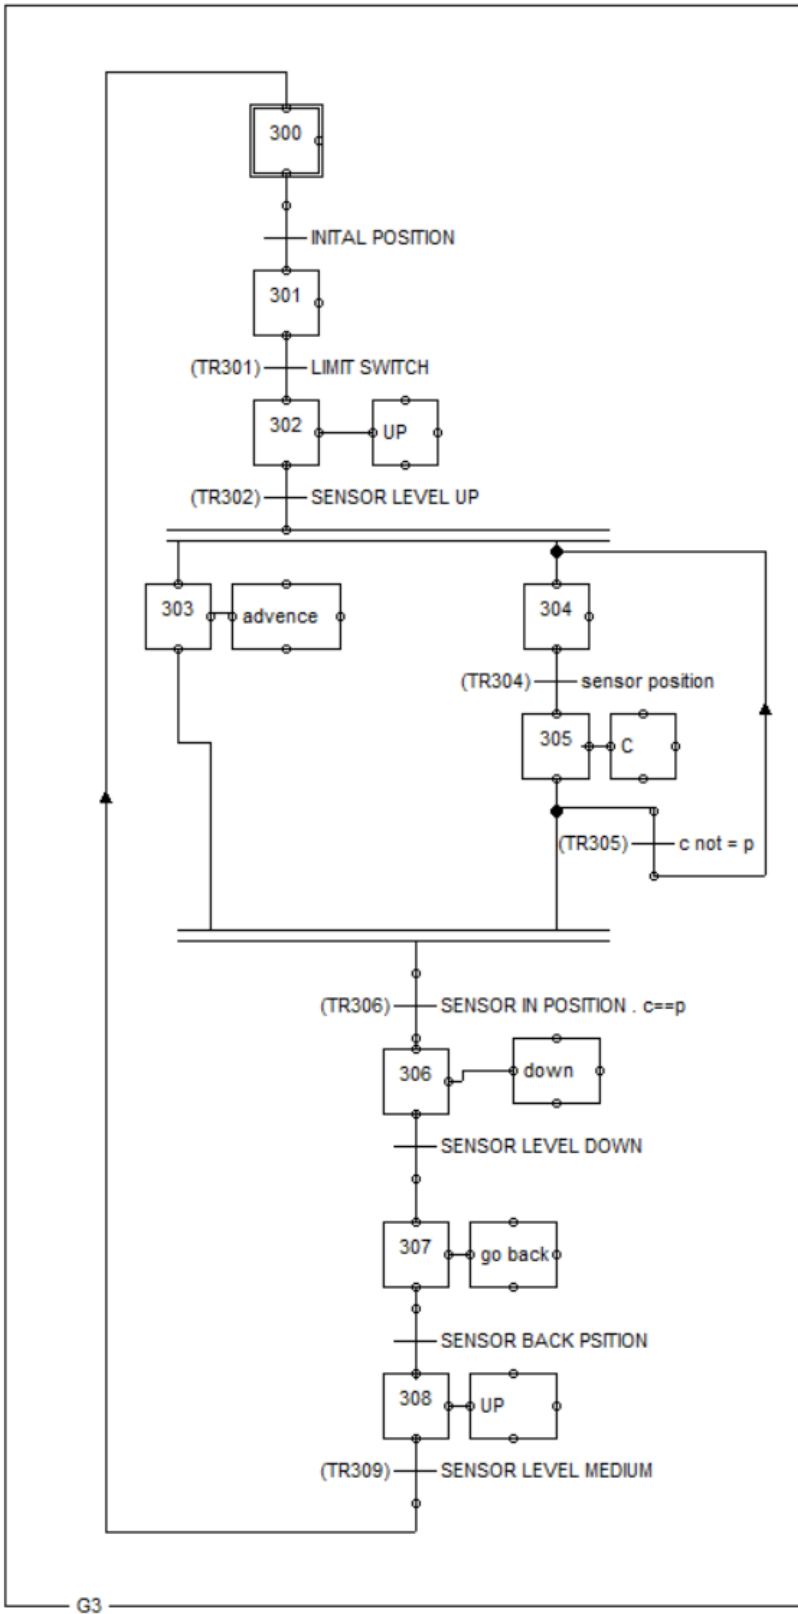 300
INITAL POSITION
301
(TR301) LIMIT SWITCH
302 UP
(TR302) SENSOR LEVEL UP
303 advence 304
(TR304) sensor position
305 C
(TR305) c not = p
(TR306) SENSOR IN POSITION . c==p
306 down
SENSOR LEVEL DOWN
307 go back
SENSOR BACK PSITION
308 UP
(TR309) SENSOR LEVEL MEDIUM
G3